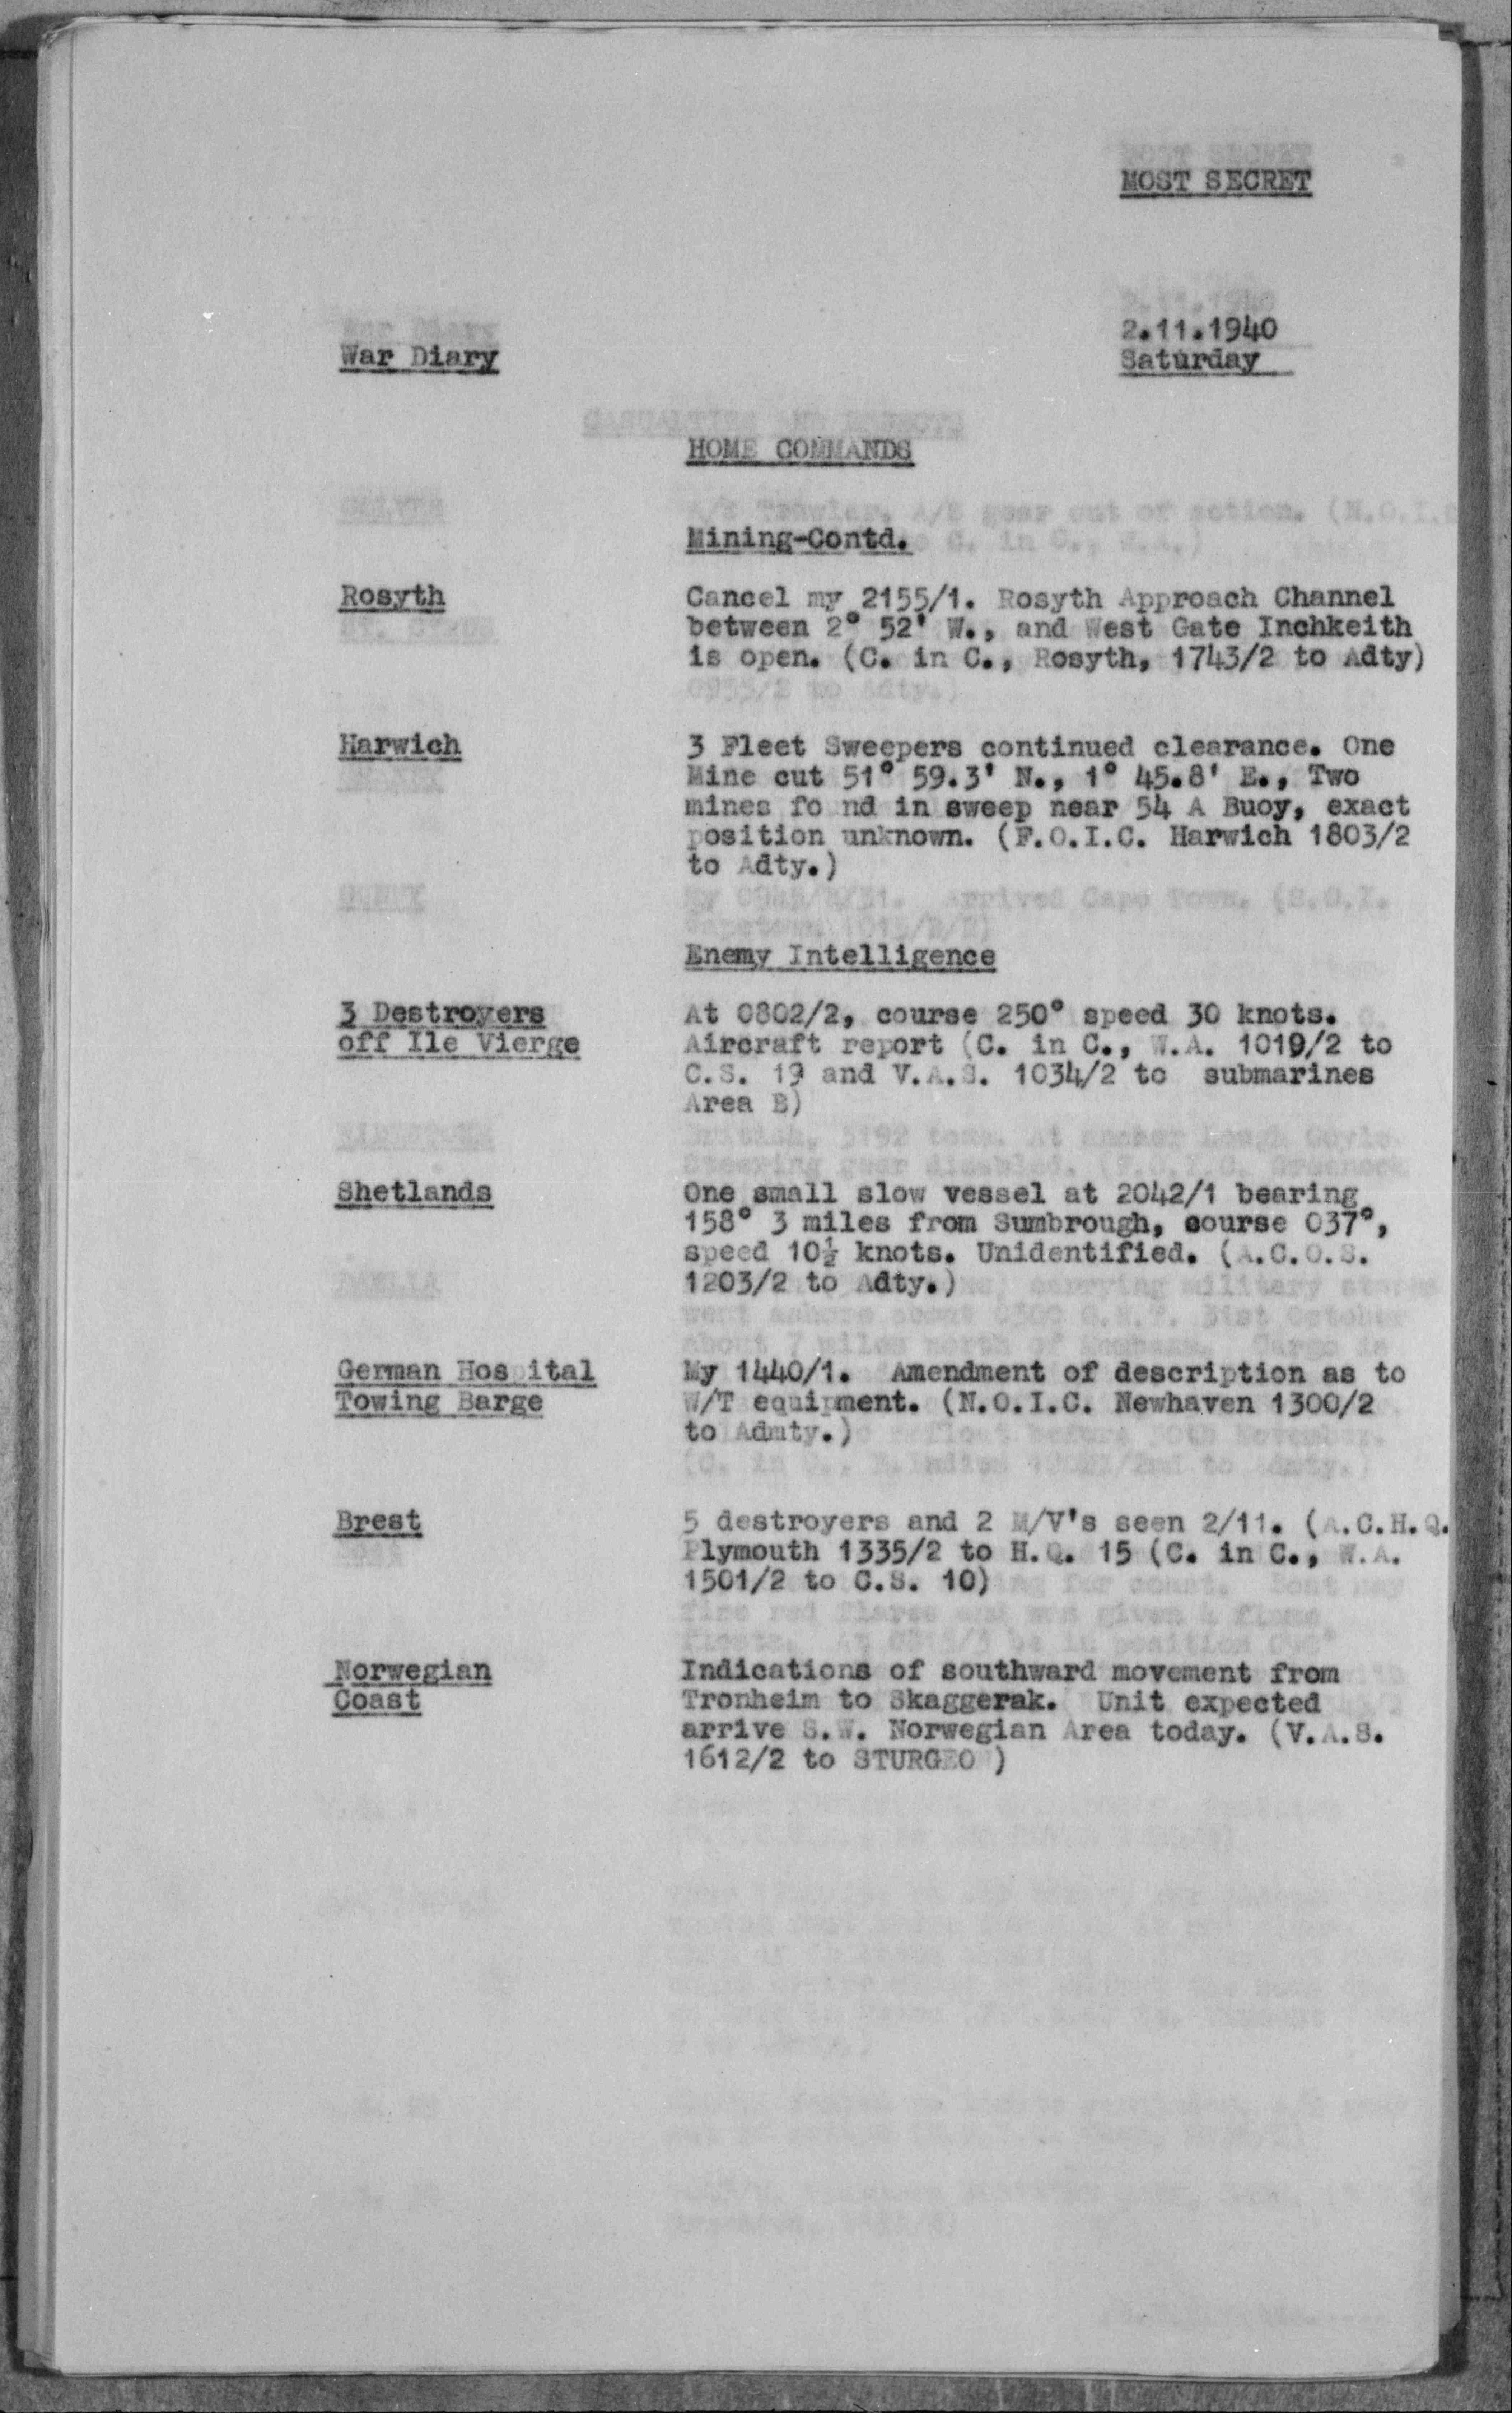 MOST SECRET
2.11.1940
War Diary
Saturday
HOME COMMANDS
Mining-Contd.
Rosyth
Cancel my 2155/1. Rosyth Approach Channel
between 2° 52' W., and West Gate Inchkeith
is open. (C. in C., Rosyth, 1743/2 to Adty)
Harwich
3 Fleet Sweepers continued clearance. One
Mine cut 51° 59.3' N., 1° 45.8' E., Two
mines fo nd in sweep near 54 A Buoy, exact
position unknown. (F.O.I.C. Harwich 1803/2
to Adty.)
Enemy Intelligence
3 Destroyers
off Ile Vierge
At 0802/2, course 250° speed 30 knots.
Aircraft report (C. in C., W.A. 1019/2 to
C.S. 19 and V.A.S. 1034/2 to submarines
Area B)
Shetlands
One small slow vessel at 2042/1 bearing
158° 3 miles from Sumbrough, course 037°,
speed 10½ knots. Unidentified. (A.C.O.S.
1203/2 to Adty.)
German Hospital
Towing Barge
My 1440/1. Amendment of description as to
W/T equipment. (N.O.I.C. Newhaven 1300/2
to Admty.)
Brest
5 destroyers and 2 M/V's seen 2/11. (A.C.H.Q.
Plymouth 1335/2 to H.Q. 15 (C. in C., W.A.
1501/2 to C.S. 10)
Norwegian
Coast
Indications of southward movement from
Tronheim to Skaggerak. Unit expected
arrive S.W. Norwegian Area today. (V.A.S.
1612/2 to STURGEO )